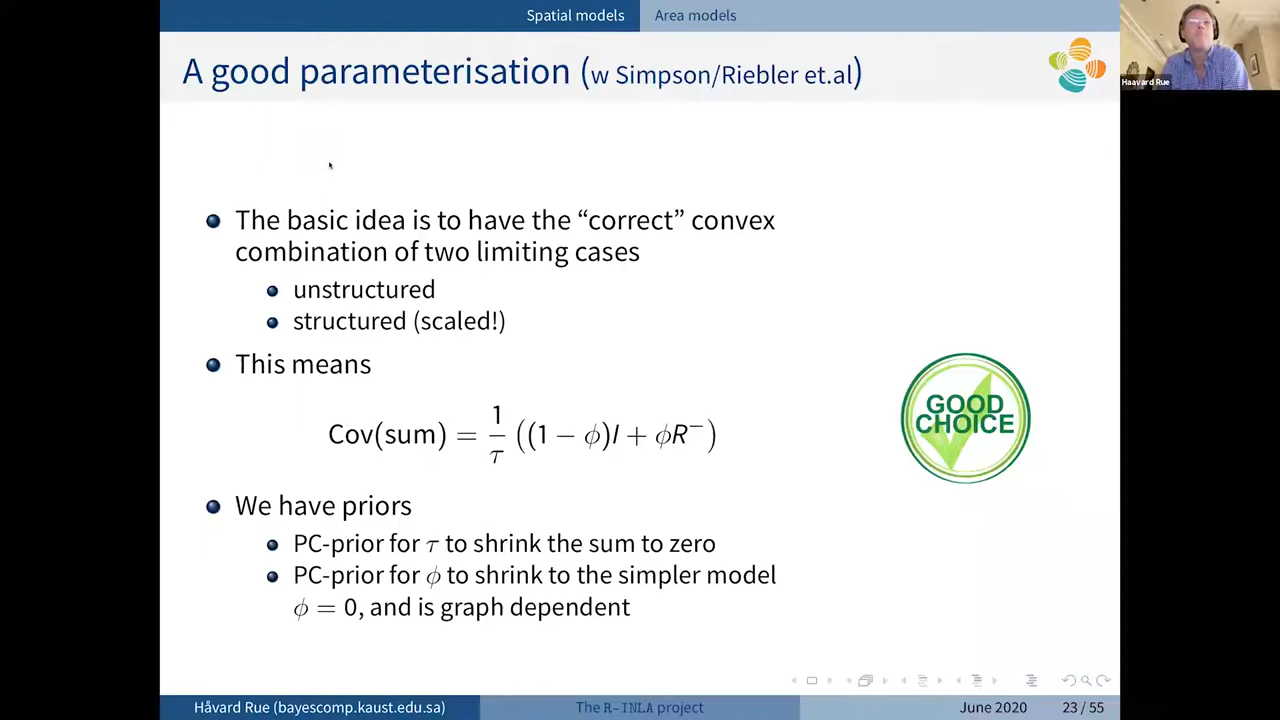 Spatial models Area models
A good parameterisation (w Simpson/Riebler et.al)
Haavard Rue
The basic idea is to have the “correct” convex
combination of two limiting cases
unstructured
structured (scaled!)
This means
Cov(sum) = 1/τ ((1 − ϕ)I + ϕR⁻)
GOOD
CHOICE
We have priors
PC-prior for τ to shrink the sum to zero
PC-prior for ϕ to shrink to the simpler model
ϕ = 0, and is graph dependent
Håvard Rue (bayescomp.kaust.edu.sa) The R-INLA project June 2020 23 / 55